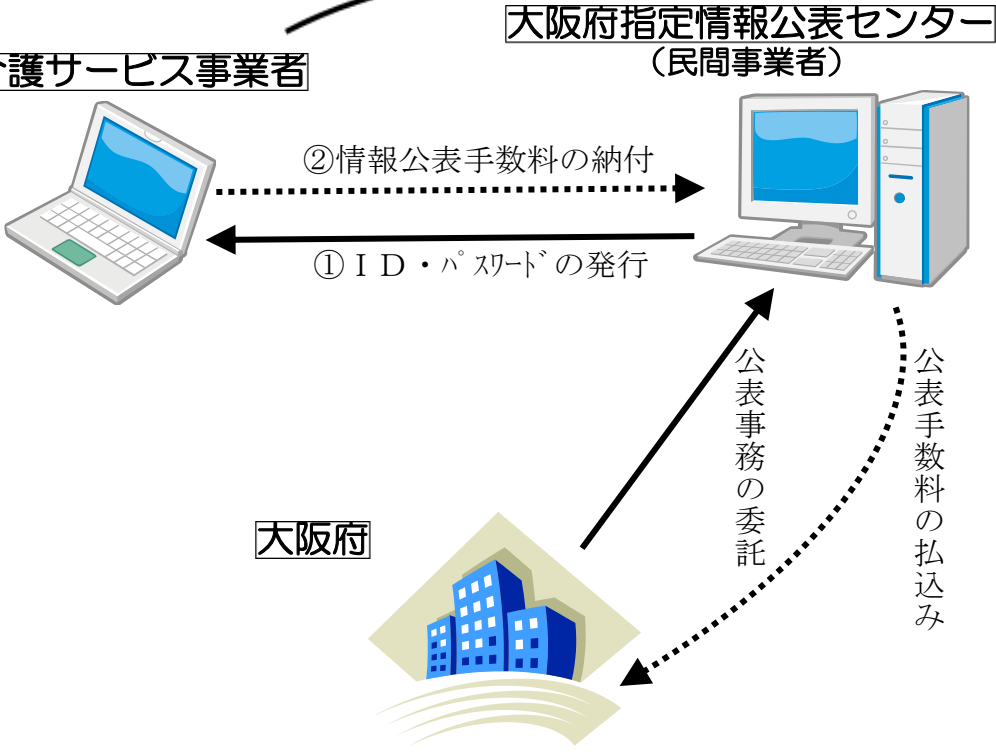 大阪府指定情報公表センター
（民間事業者）
護サービス事業者
②情報公表手数料の納付
①ＩＤ・ﾊﾟｽﾜｰﾄﾞの発行
公表事務の委託
公表手数料の払込み
大阪府